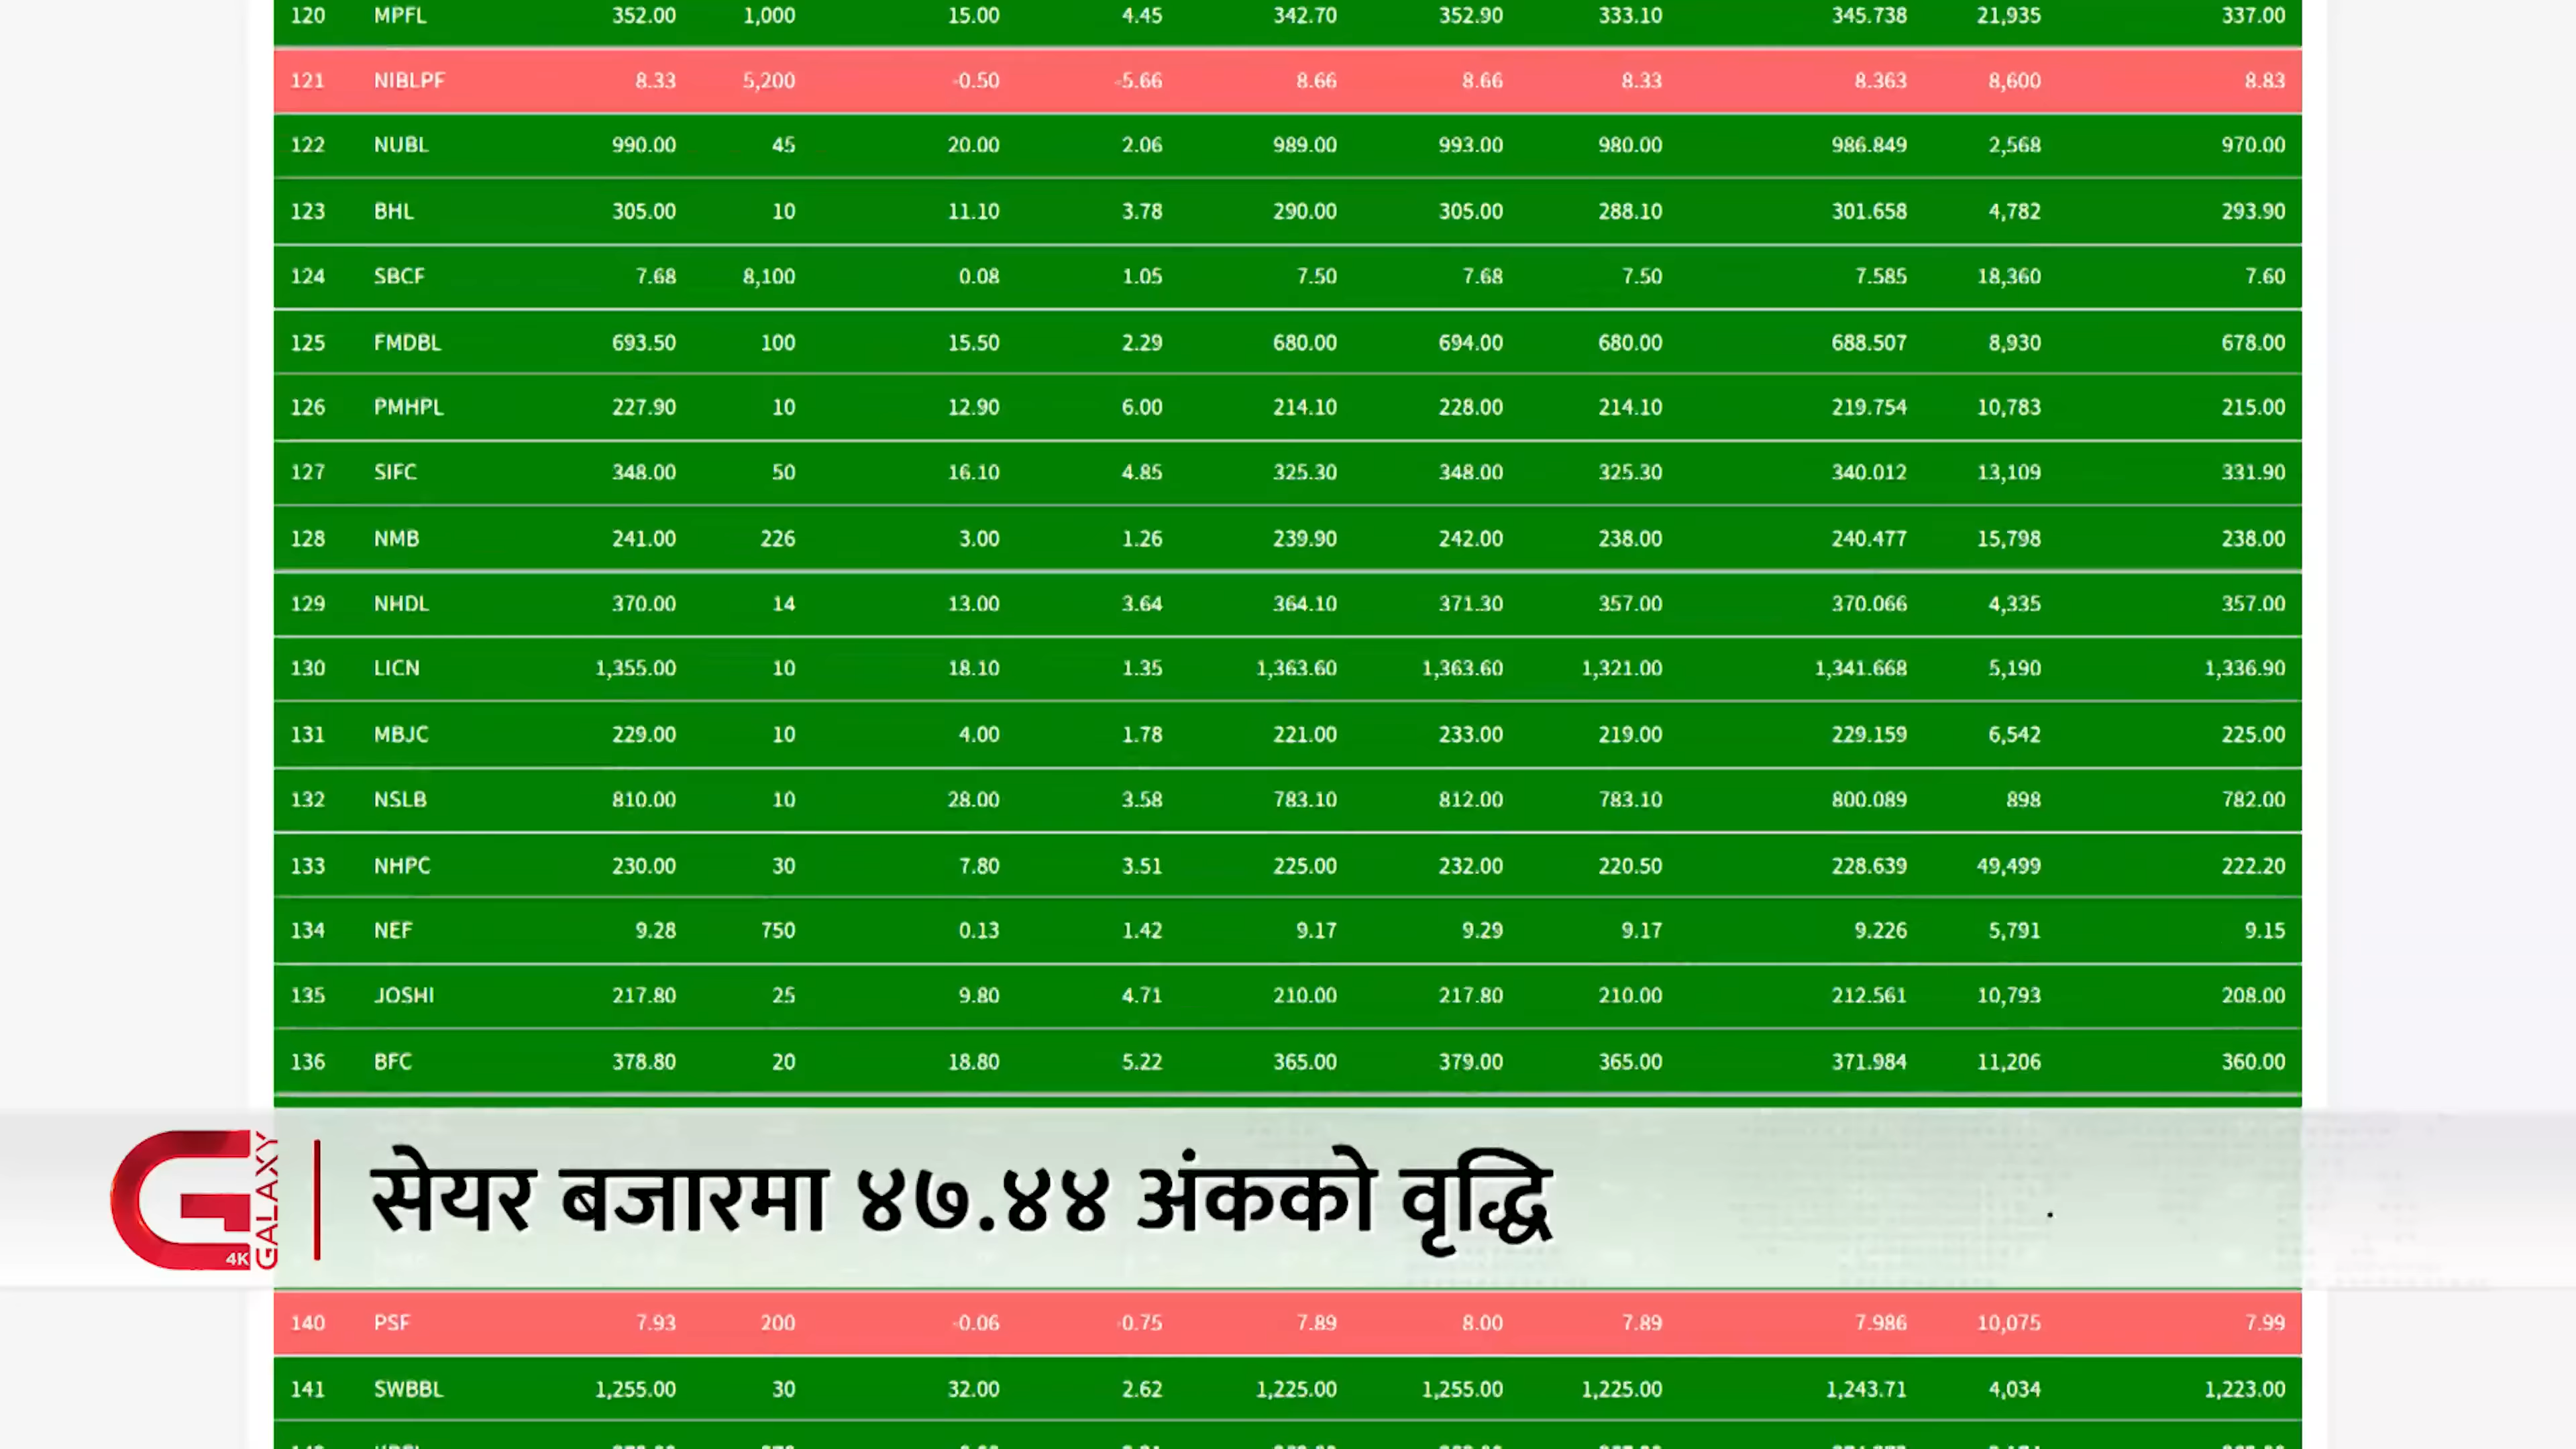 120 MPFL 352.00 1,000 15.00 4.45 342.70 352.90 333.10 345.738 21,935 337.00
121 NIBLPF 8.33 5,200 -0.50 -5.66 8.66 8.66 8.33 8.363 8,600 8.83
122 NUBL 990.00 45 20.00 2.06 989.00 993.00 980.00 986.849 2,568 970.00
123 BHL 305.00 10 11.10 3.78 290.00 305.00 288.10 301.658 4,782 293.90
124 SBCF 7.68 8,100 0.08 1.05 7.50 7.68 7.50 7.585 18,360 7.60
125 FMDBL 693.50 100 15.50 2.29 680.00 694.00 680.00 688.507 8,930 678.00
126 PMHPL 227.90 10 12.90 6.00 214.10 228.00 214.10 219.754 10,783 215.00
127 SIFC 348.00 50 16.10 4.85 325.30 348.00 325.30 340.012 13,109 331.90
128 NMB 241.00 226 3.00 1.26 239.90 242.00 238.00 240.477 15,798 238.00
129 NHDL 370.00 14 13.00 3.64 364.10 371.30 357.00 370.066 4,335 357.00
130 LICN 1,355.00 10 18.10 1.35 1,363.60 1,363.60 1,321.00 1,341.668 5,190 1,336.90
131 MBJC 229.00 10 4.00 1.78 221.00 233.00 219.00 229.159 6,542 225.00
132 NSLB 810.00 10 28.00 3.58 783.10 812.00 783.10 800.089 898 782.00
133 NHPC 230.00 30 7.80 3.51 225.00 232.00 220.50 228.639 49,499 222.20
134 NEF 9.28 750 0.13 1.42 9.17 9.29 9.17 9.226 5,791 9.15
135 JOSHI 217.80 25 9.80 4.71 210.00 217.80 210.00 212.561 10,793 208.00
136 BFC 378.80 20 18.80 5.22 365.00 379.00 365.00 371.984 11,206 360.00
GALAXY 4K
सेयर बजारमा ४७.४४ अंकको वृद्धि
140 PSF 7.93 200 -0.06 -0.75 7.89 8.00 7.89 7.986 10,075 7.99
141 SWBBL 1,255.00 30 32.00 2.62 1,225.00 1,255.00 1,225.00 1,243.71 4,034 1,223.00